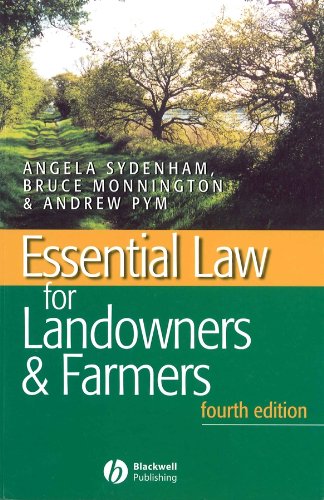 ANGELA SYDENHAM,
BRUCE MONNINGTON
& ANDREW PYM
Essential Law
for
Landowners
& Farmers
fourth edition
Blackwell
Publishing